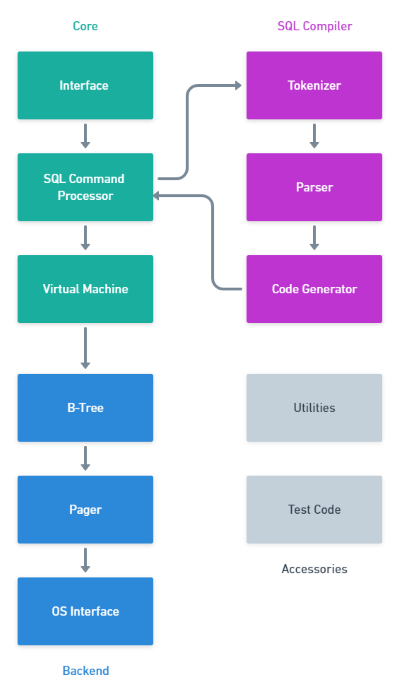 Core
SQL Compiler
Interface
Tokenizer
SQL Command
Processor
Parser
Virtual Machine
Code Generator
B-Tree
Utilities
Pager
Test Code
Accessories
OS Interface
Backend